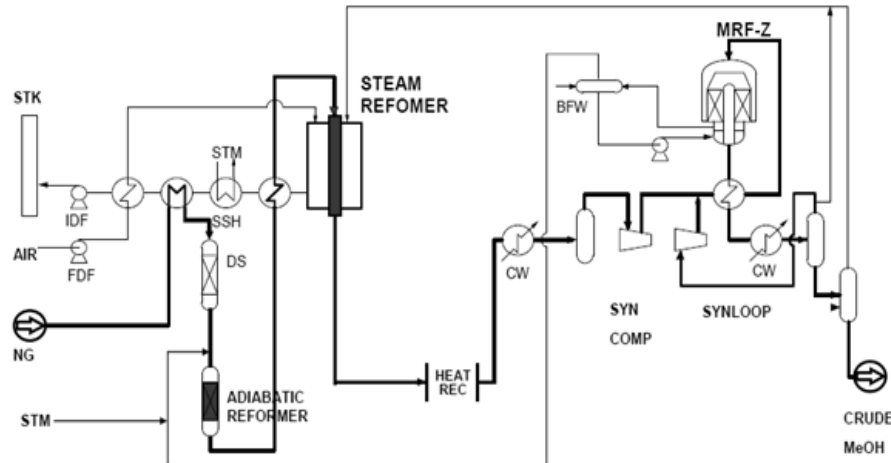 MRF-Z
STEAM
REFOMER
STK
BFW
STM
IDF
SSH
AIR
FDF
DS
CW
CW
SYN
COMP
SYNLOOP
NG
HEAT
REC
ADIABATIC
REFORMER
STM
CRUDE
MeOH